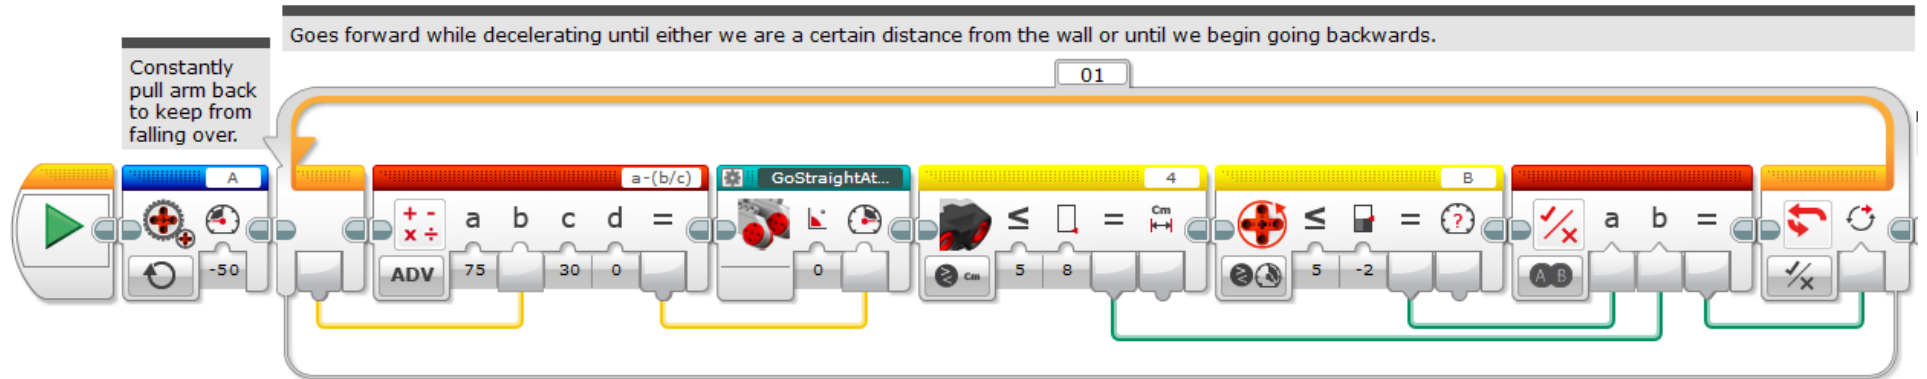 Goes forward while decelerating until either we are a certain distance from the wall or until we begin going backwards.
Constantly
pull arm back
to keep from
falling over.
01
A
-50
a-(b/c)
a b c d =
ADV 75 30 0
GoStraightAt...
0
4
≤ = Cm
Cm 5 8
B
≤ = ?
5 -2
a b =
A B